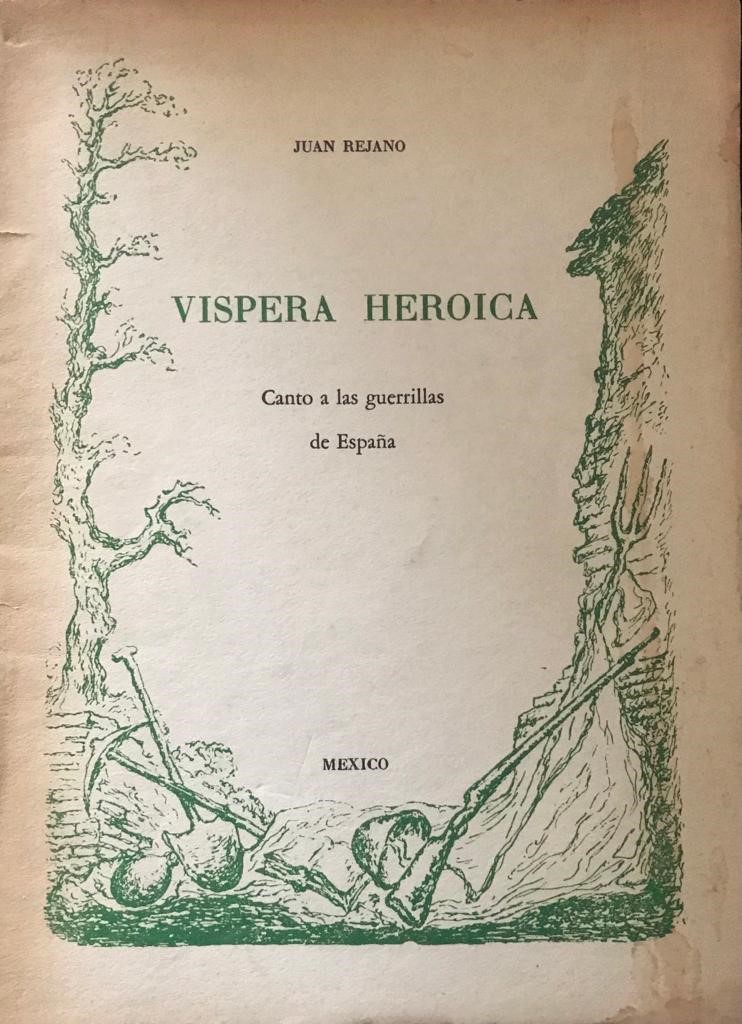 JUAN REJANO
VISPERA HEROICA
Canto a las guerrillas
de España
MEXICO